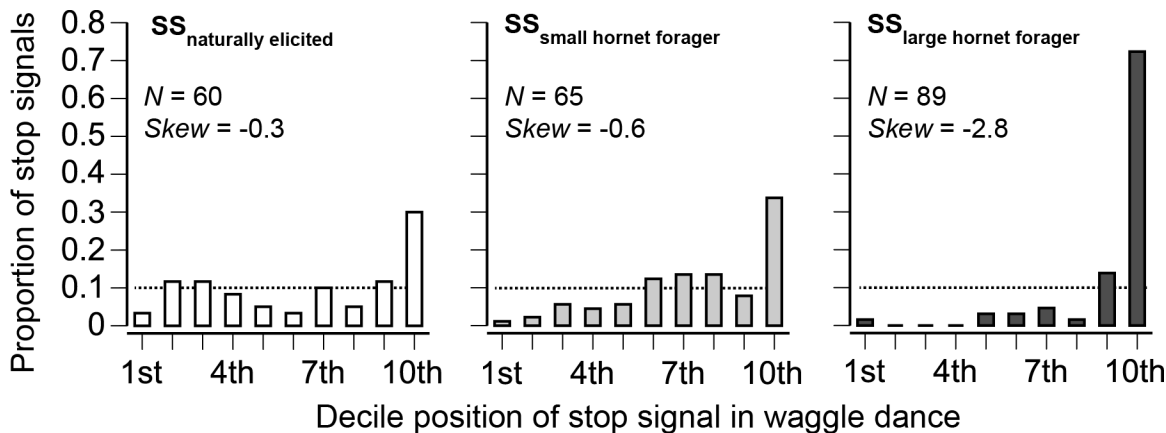 Proportion of stop signals
0.8
0.7
0.6
0.5
0.4
0.3
0.2
0.1
0
SSnaturally elicited
N = 60
Skew = -0.3
1st 4th 7th 10th
SSsmall hornet forager
N = 65
Skew = -0.6
1st 4th 7th 10th
SSlarge hornet forager
N = 89
Skew = -2.8
1st 4th 7th 10th
Decile position of stop signal in waggle dance